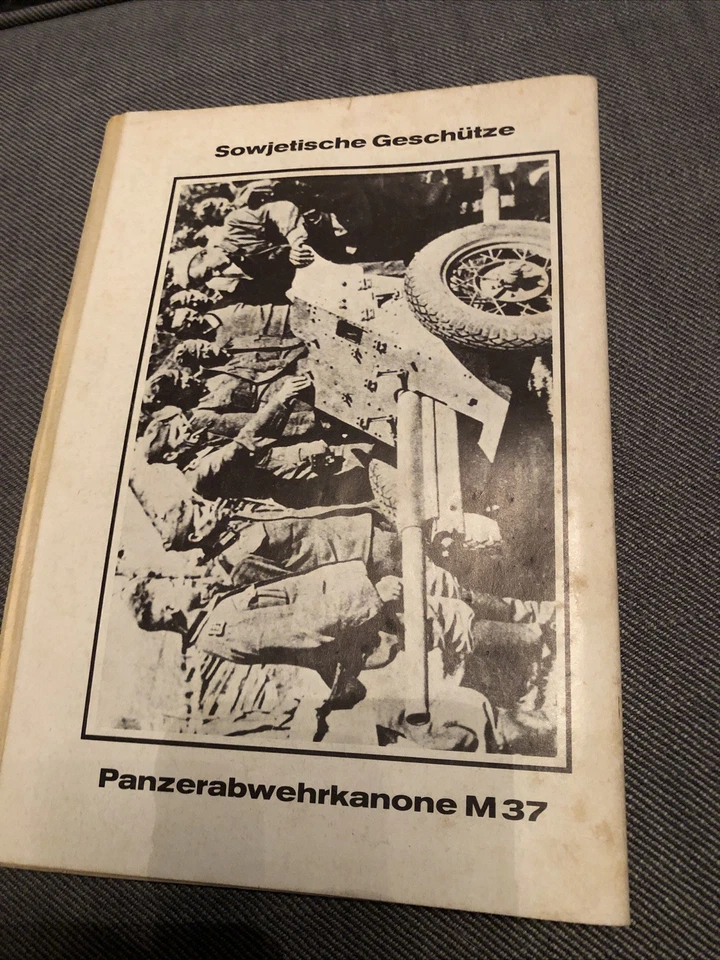 Sowjetische Geschütze
Panzerabwehrkanone M 37